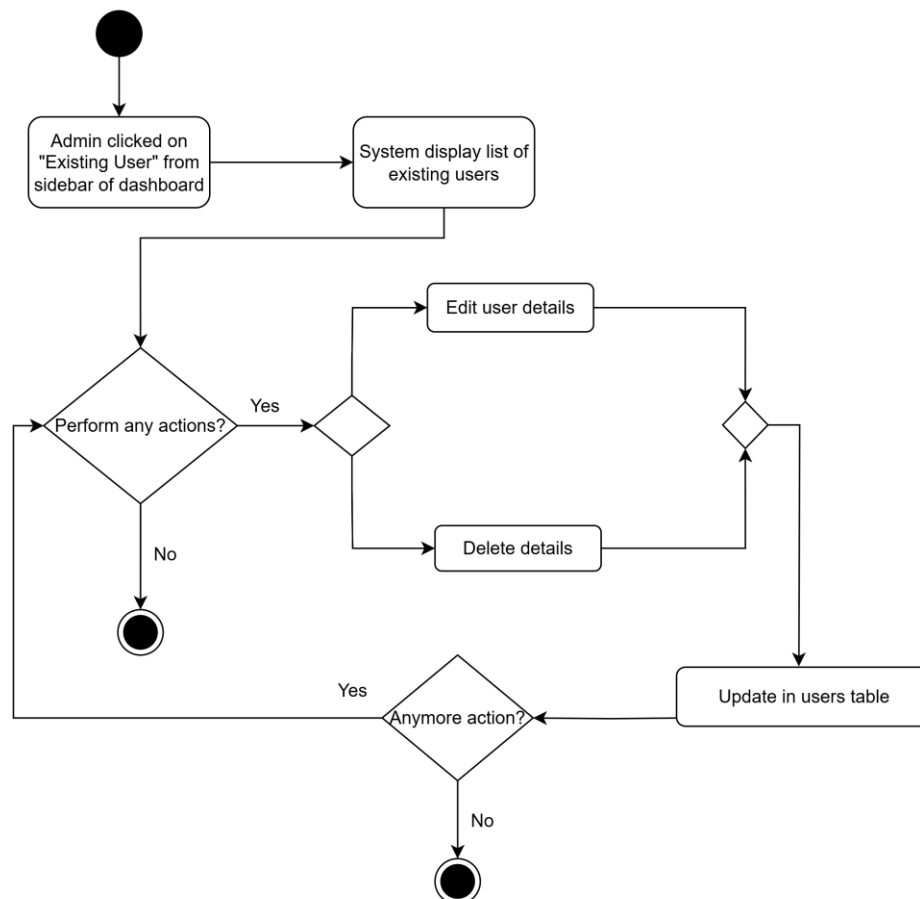 Admin clicked on
"Existing User" from
sidebar of dashboard
System display list of
existing users
Edit user details
Perform any actions?
Yes
Delete details
No
Update in users table
Yes
Anymore action?
No